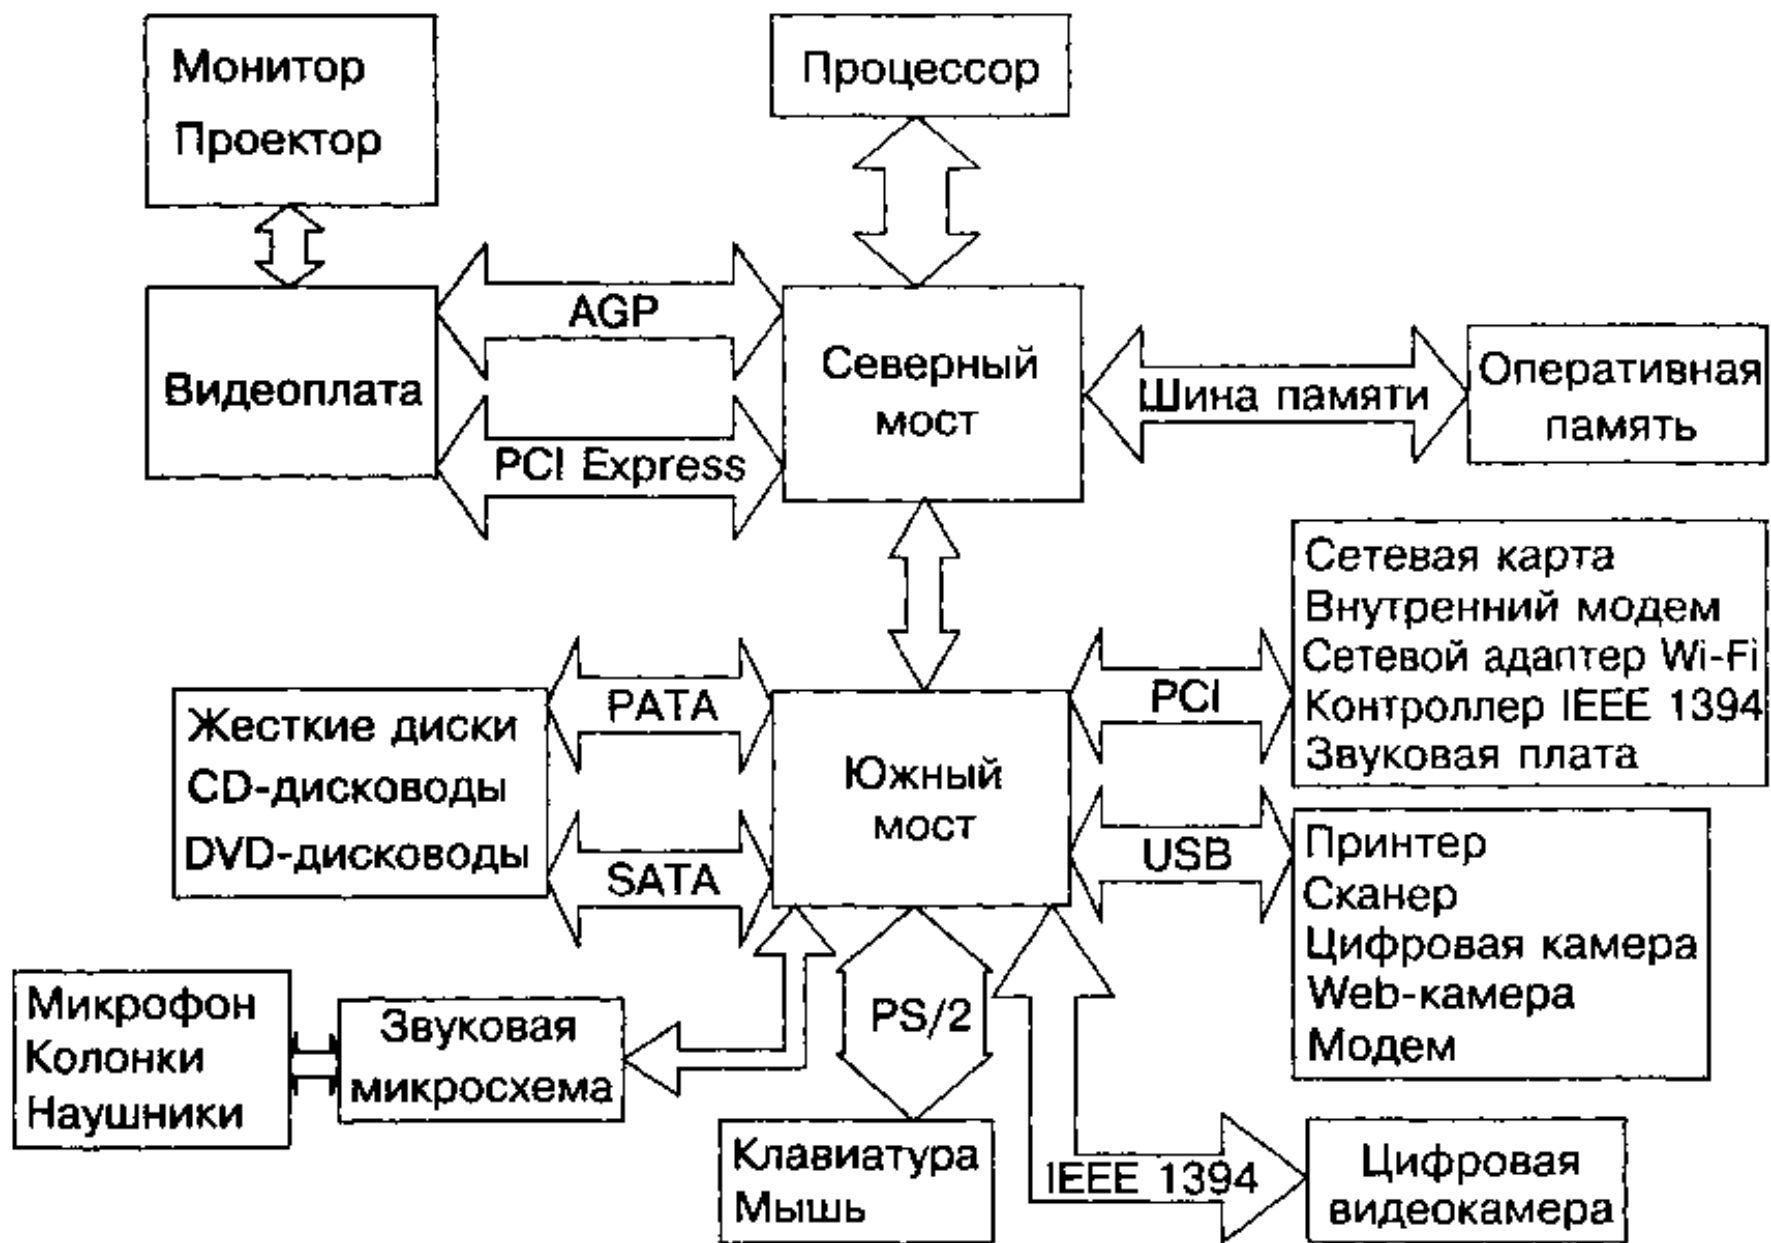 Монитор
Проектор
Процессор
AGP
Видеоплата
PCI Express
Северный
мост
Шина памяти
Оперативная
память
Сетевая карта
Внутренний модем
Сетевой адаптер Wi-Fi
Контроллер IEEE 1394
Звуковая плата
PATA
PCI
Жесткие диски
CD-дисководы
DVD-дисководы
Южный
мост
SATA
USB
Принтер
Сканер
Цифровая камера
Web-камера
Модем
Микрофон
Колонки
Наушники
Звуковая
микросхема
PS/2
Клавиатура
Мышь
IEEE 1394
Цифровая
видеокамера